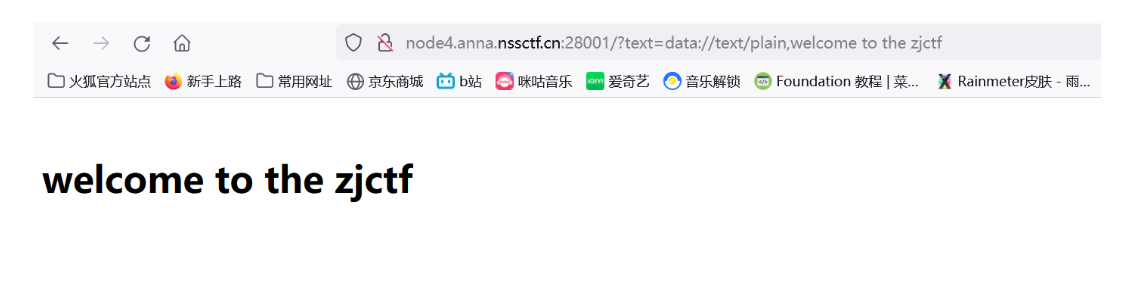 node4.anna.nssctf.cn:28001/?text=data://text/plain,welcome to the zjctf
火狐官方站点 新手上路 常用网址 京东商城 b站 咪咕音乐 爱奇艺 音乐解锁 Foundation 教程 | 菜... Rainmeter皮肤 - 雨...
welcome to the zjctf